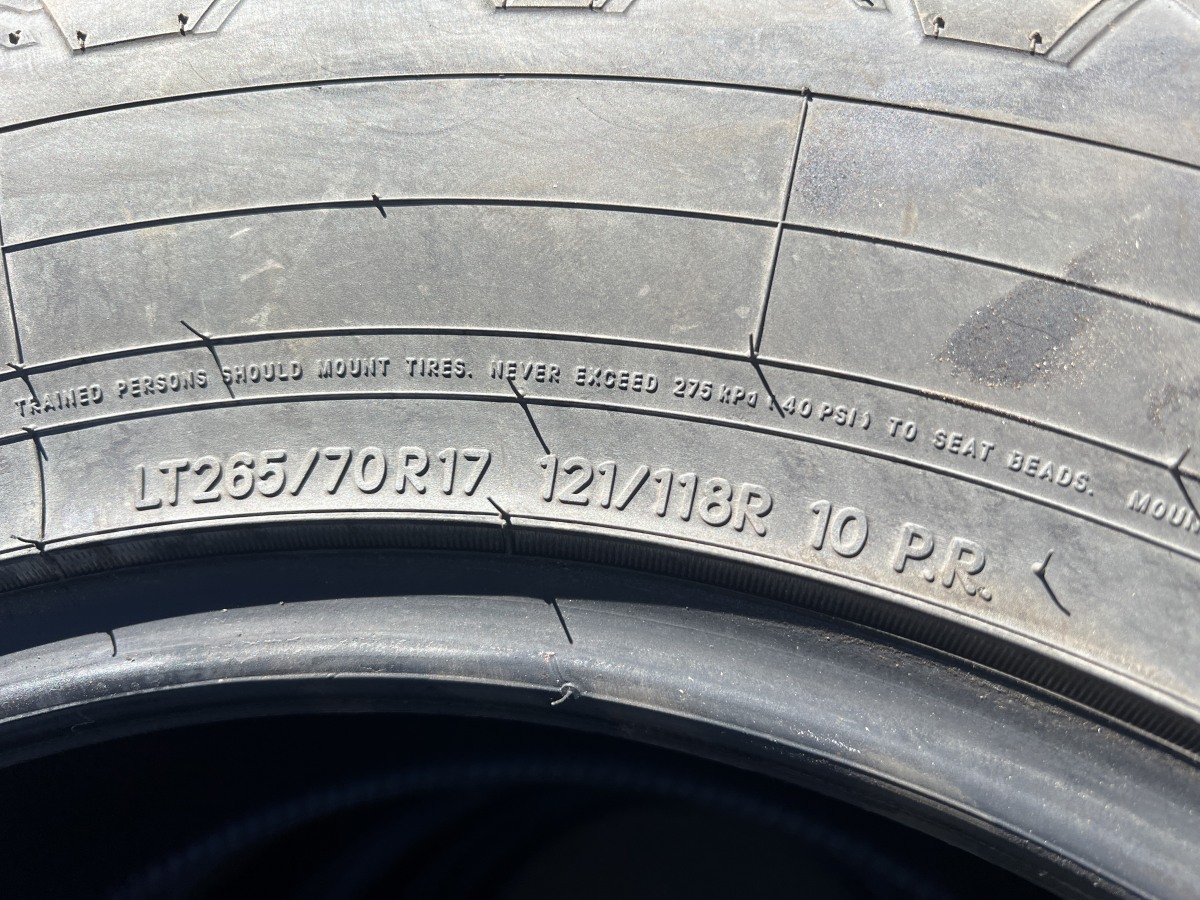 TRAINED PERSONS SHOULD MOUNT TIRES. NEVER EXCEED 275 kPa (40 PSI) TO SEAT BEADS.
LT265/70R17 121/118R 10 P.R.